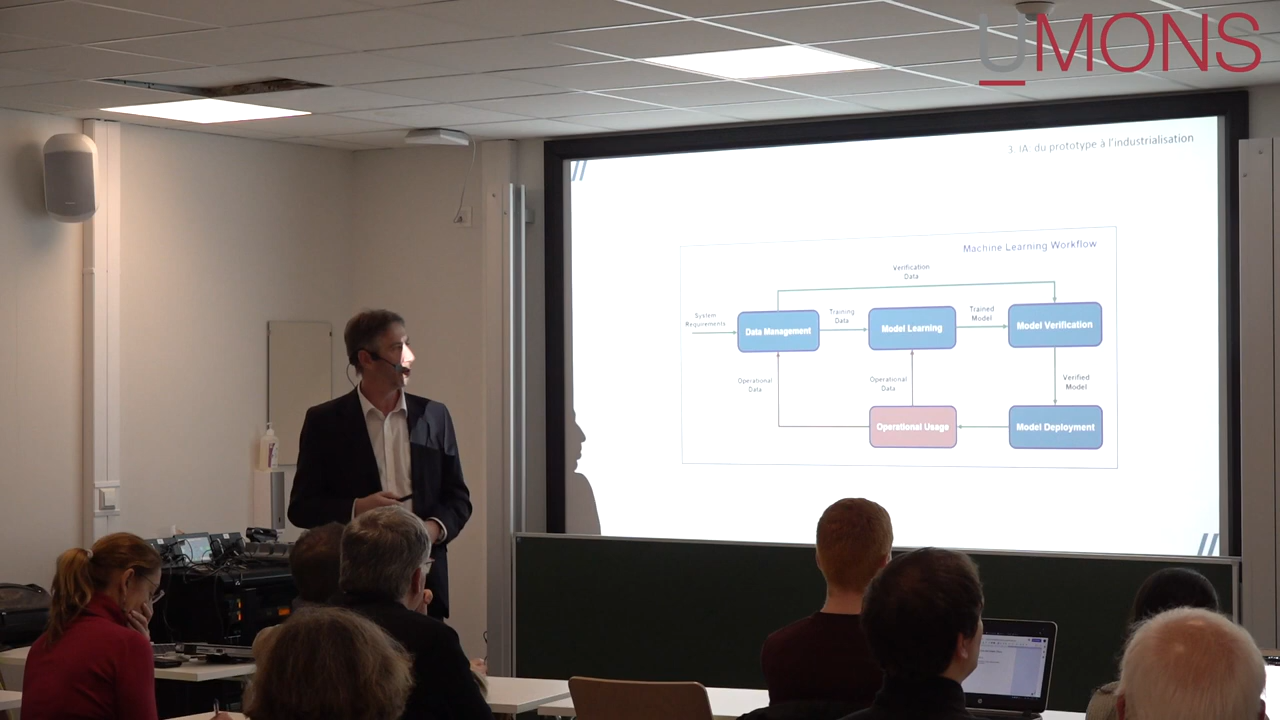 UMONS
3. IA: du prototype à l'industrialisation
Machine Learning Workflow
Verification
Data
System
Requirements
Data Management
Training
Data
Model Learning
Trained
Model
Model Verification
Operational
Data
Operational
Data
Verified
Model
Operational Usage
Model Deployment